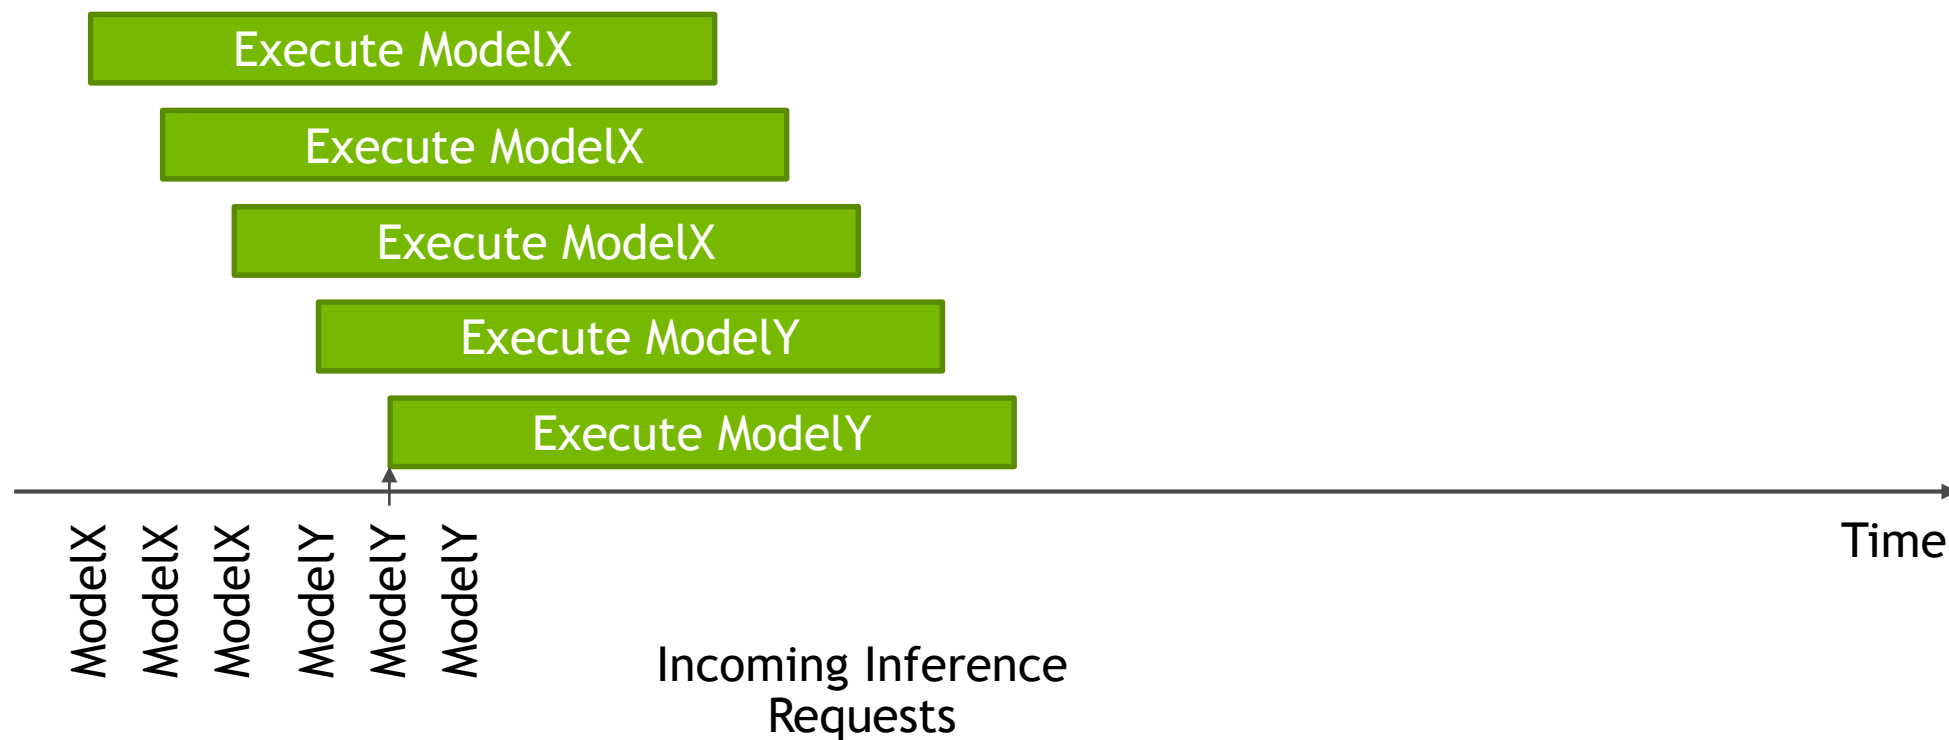 Execute ModelX
Execute ModelX
Execute ModelX
Execute ModelY
Execute ModelY
Time
ModelX
ModelX
ModelX
ModelY
ModelY
ModelY
Incoming Inference
Requests